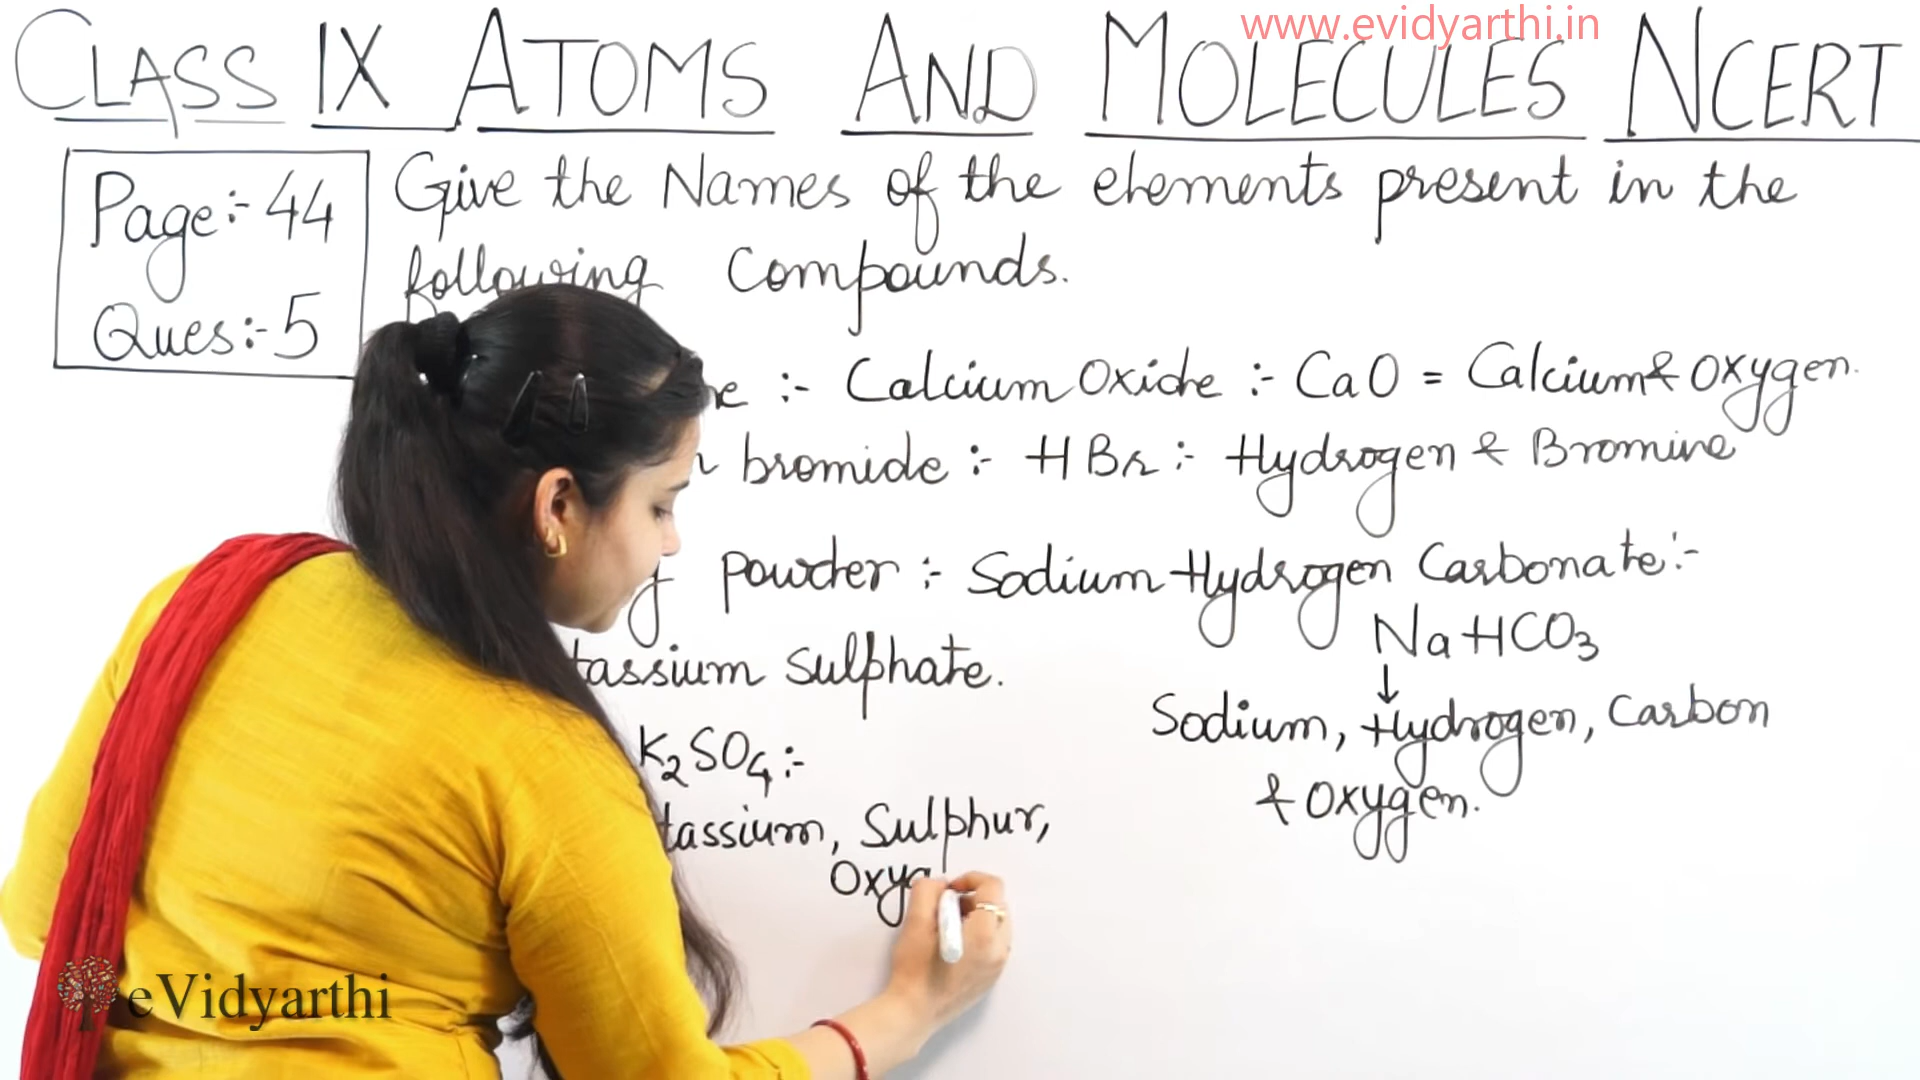 www.evidyarthi.in
CLASS IX ATOMS AND MOLECULES NCERT
Page:- 44
Ques:- 5
Give the Names of the elements present in the
following Compounds.
:- Calcium Oxide :- CaO = Calcium & Oxygen.
bromide :- HBr :- Hydrogen & Bromine
powder :- Sodium Hydrogen Carbonate :-
NaHCO3
↓
tassium Sulphate.
Sodium, Hydrogen, Carbon
& Oxygen.
K2SO4 :-
tassium, Sulphur,
Oxyg
eVidyarthi